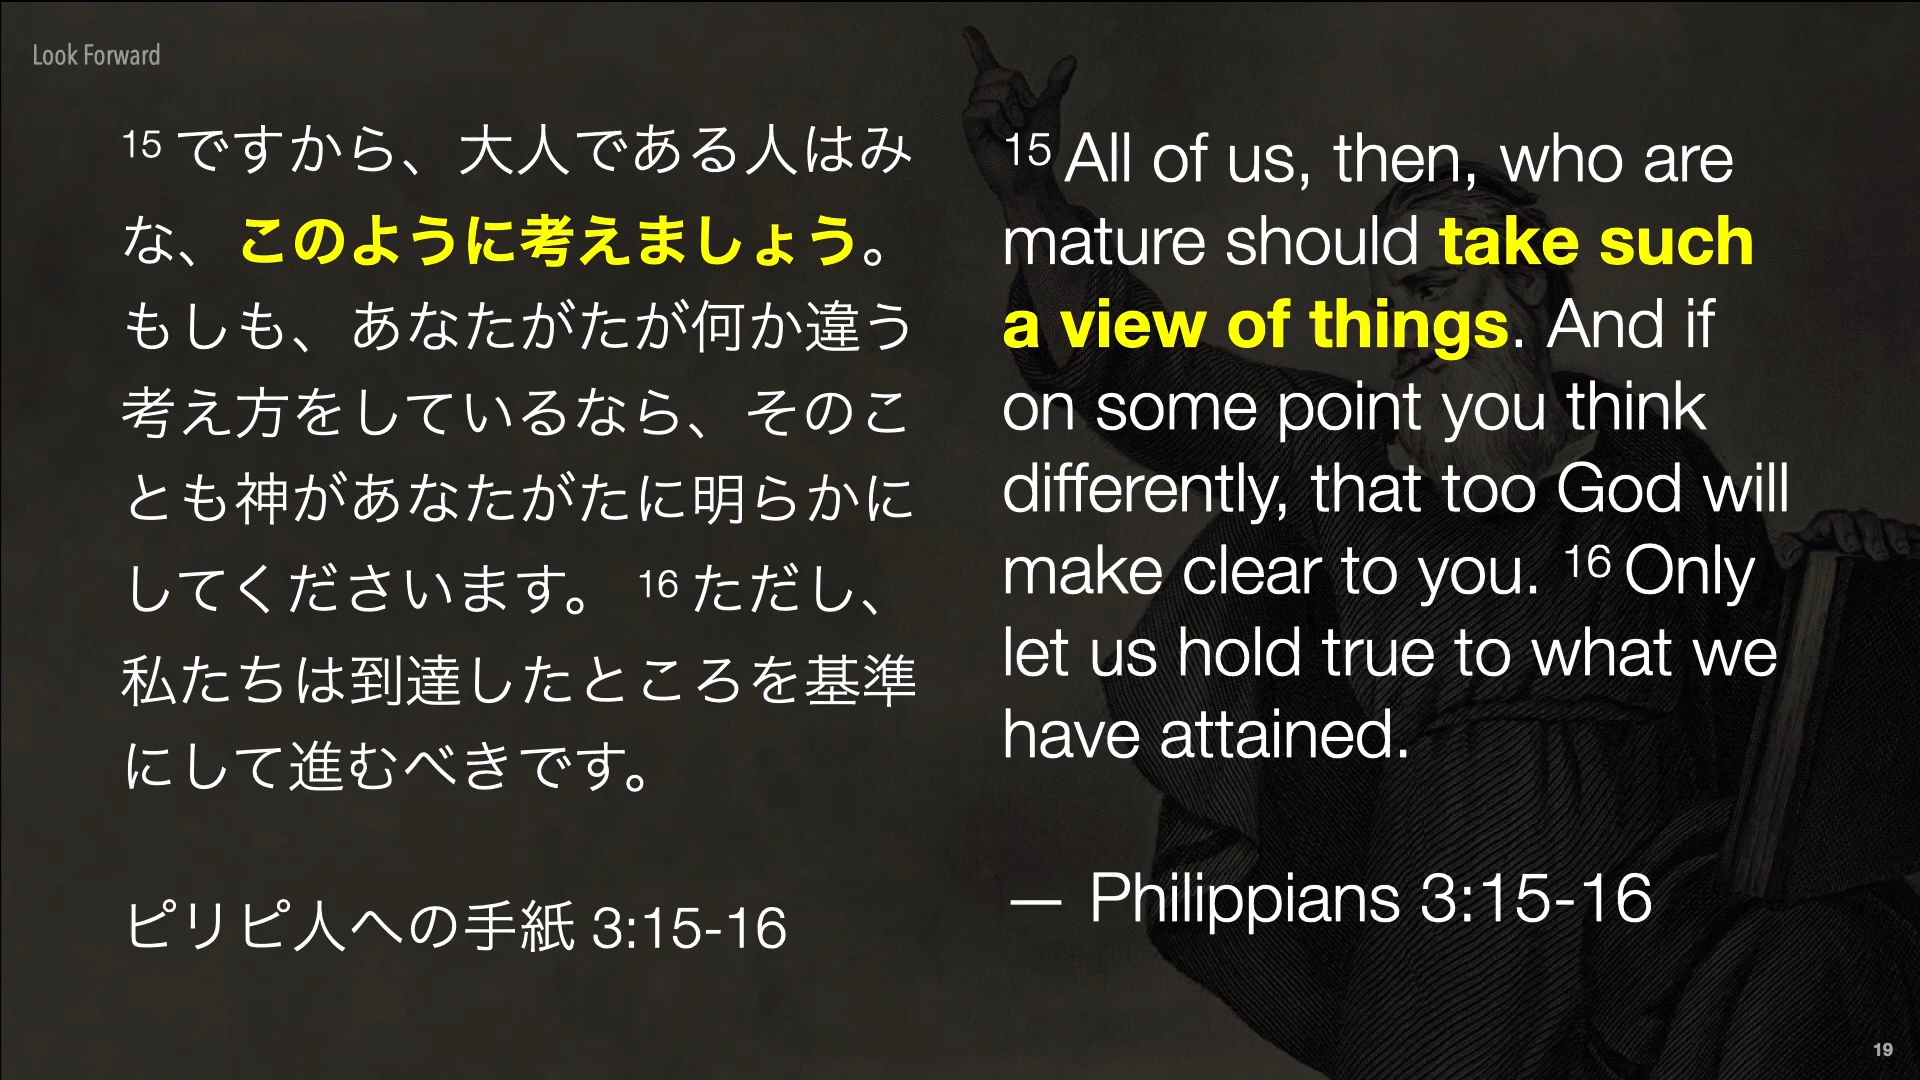 Look Forward
15 ですから、大人である人はみ
な、このように考えましょう。
もしも、あなたがたが何か違う
考え方をしているなら、そのこ
とも神があなたがたに明らかに
してくださいます。 16 ただし、
私たちは到達したところを基準
にして進むべきです。
ピリピ人への手紙 3:15-16
15 All of us, then, who are
mature should take such
a view of things. And if
on some point you think
differently, that too God will
make clear to you. 16 Only
let us hold true to what we
have attained.
— Philippians 3:15-16
19